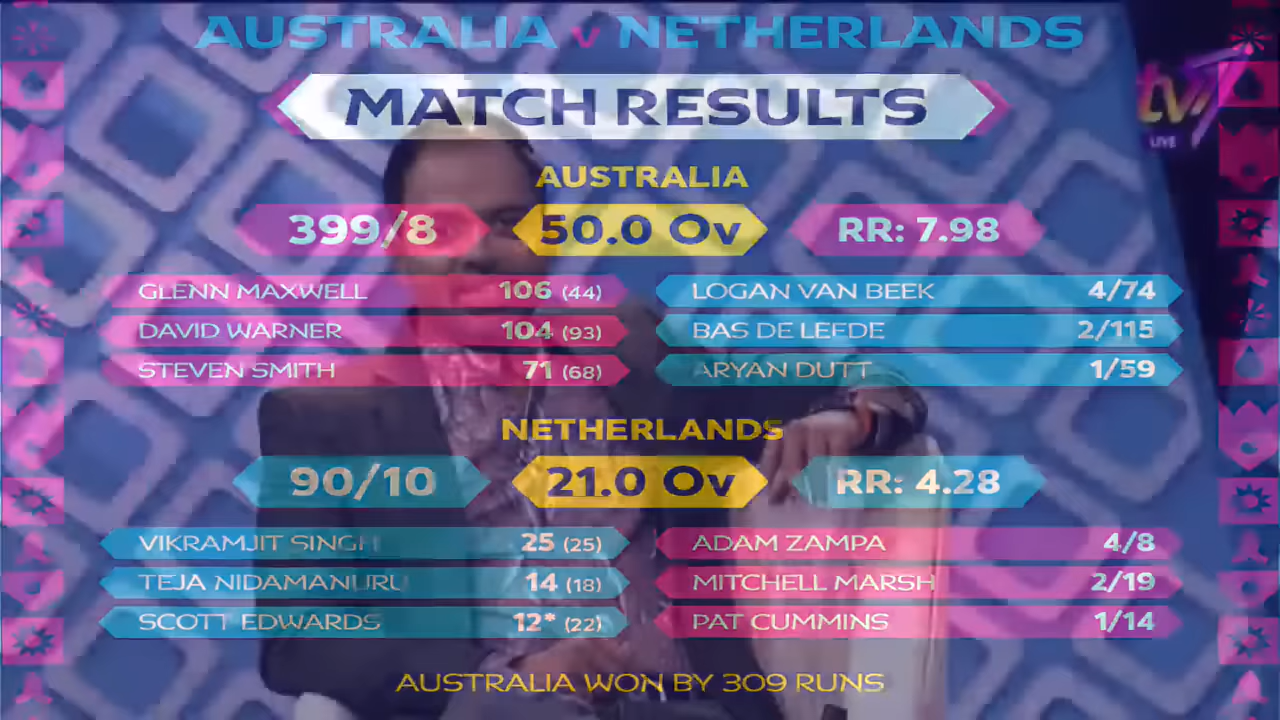 AUSTRALIA V NETHERLANDS
tv1
LIVE
MATCH RESULTS
AUSTRALIA
399/8 50.0 Ov RR: 7.98
GLENN MAXWELL 106 (44) LOGAN VAN BEEK 4/74
DAVID WARNER 104 (93) BAS DE LEEDE 2/115
STEVEN SMITH 71 (68) ARYAN DUTT 1/59
NETHERLANDS
90/10 21.0 Ov RR: 4.28
VIKRAMJIT SINGH 25 (25) ADAM ZAMPA 4/8
TEJA NIDAMANURU 14 (18) MITCHELL MARSH 2/19
SCOTT EDWARDS 12* (22) PAT CUMMINS 1/14
AUSTRALIA WON BY 309 RUNS